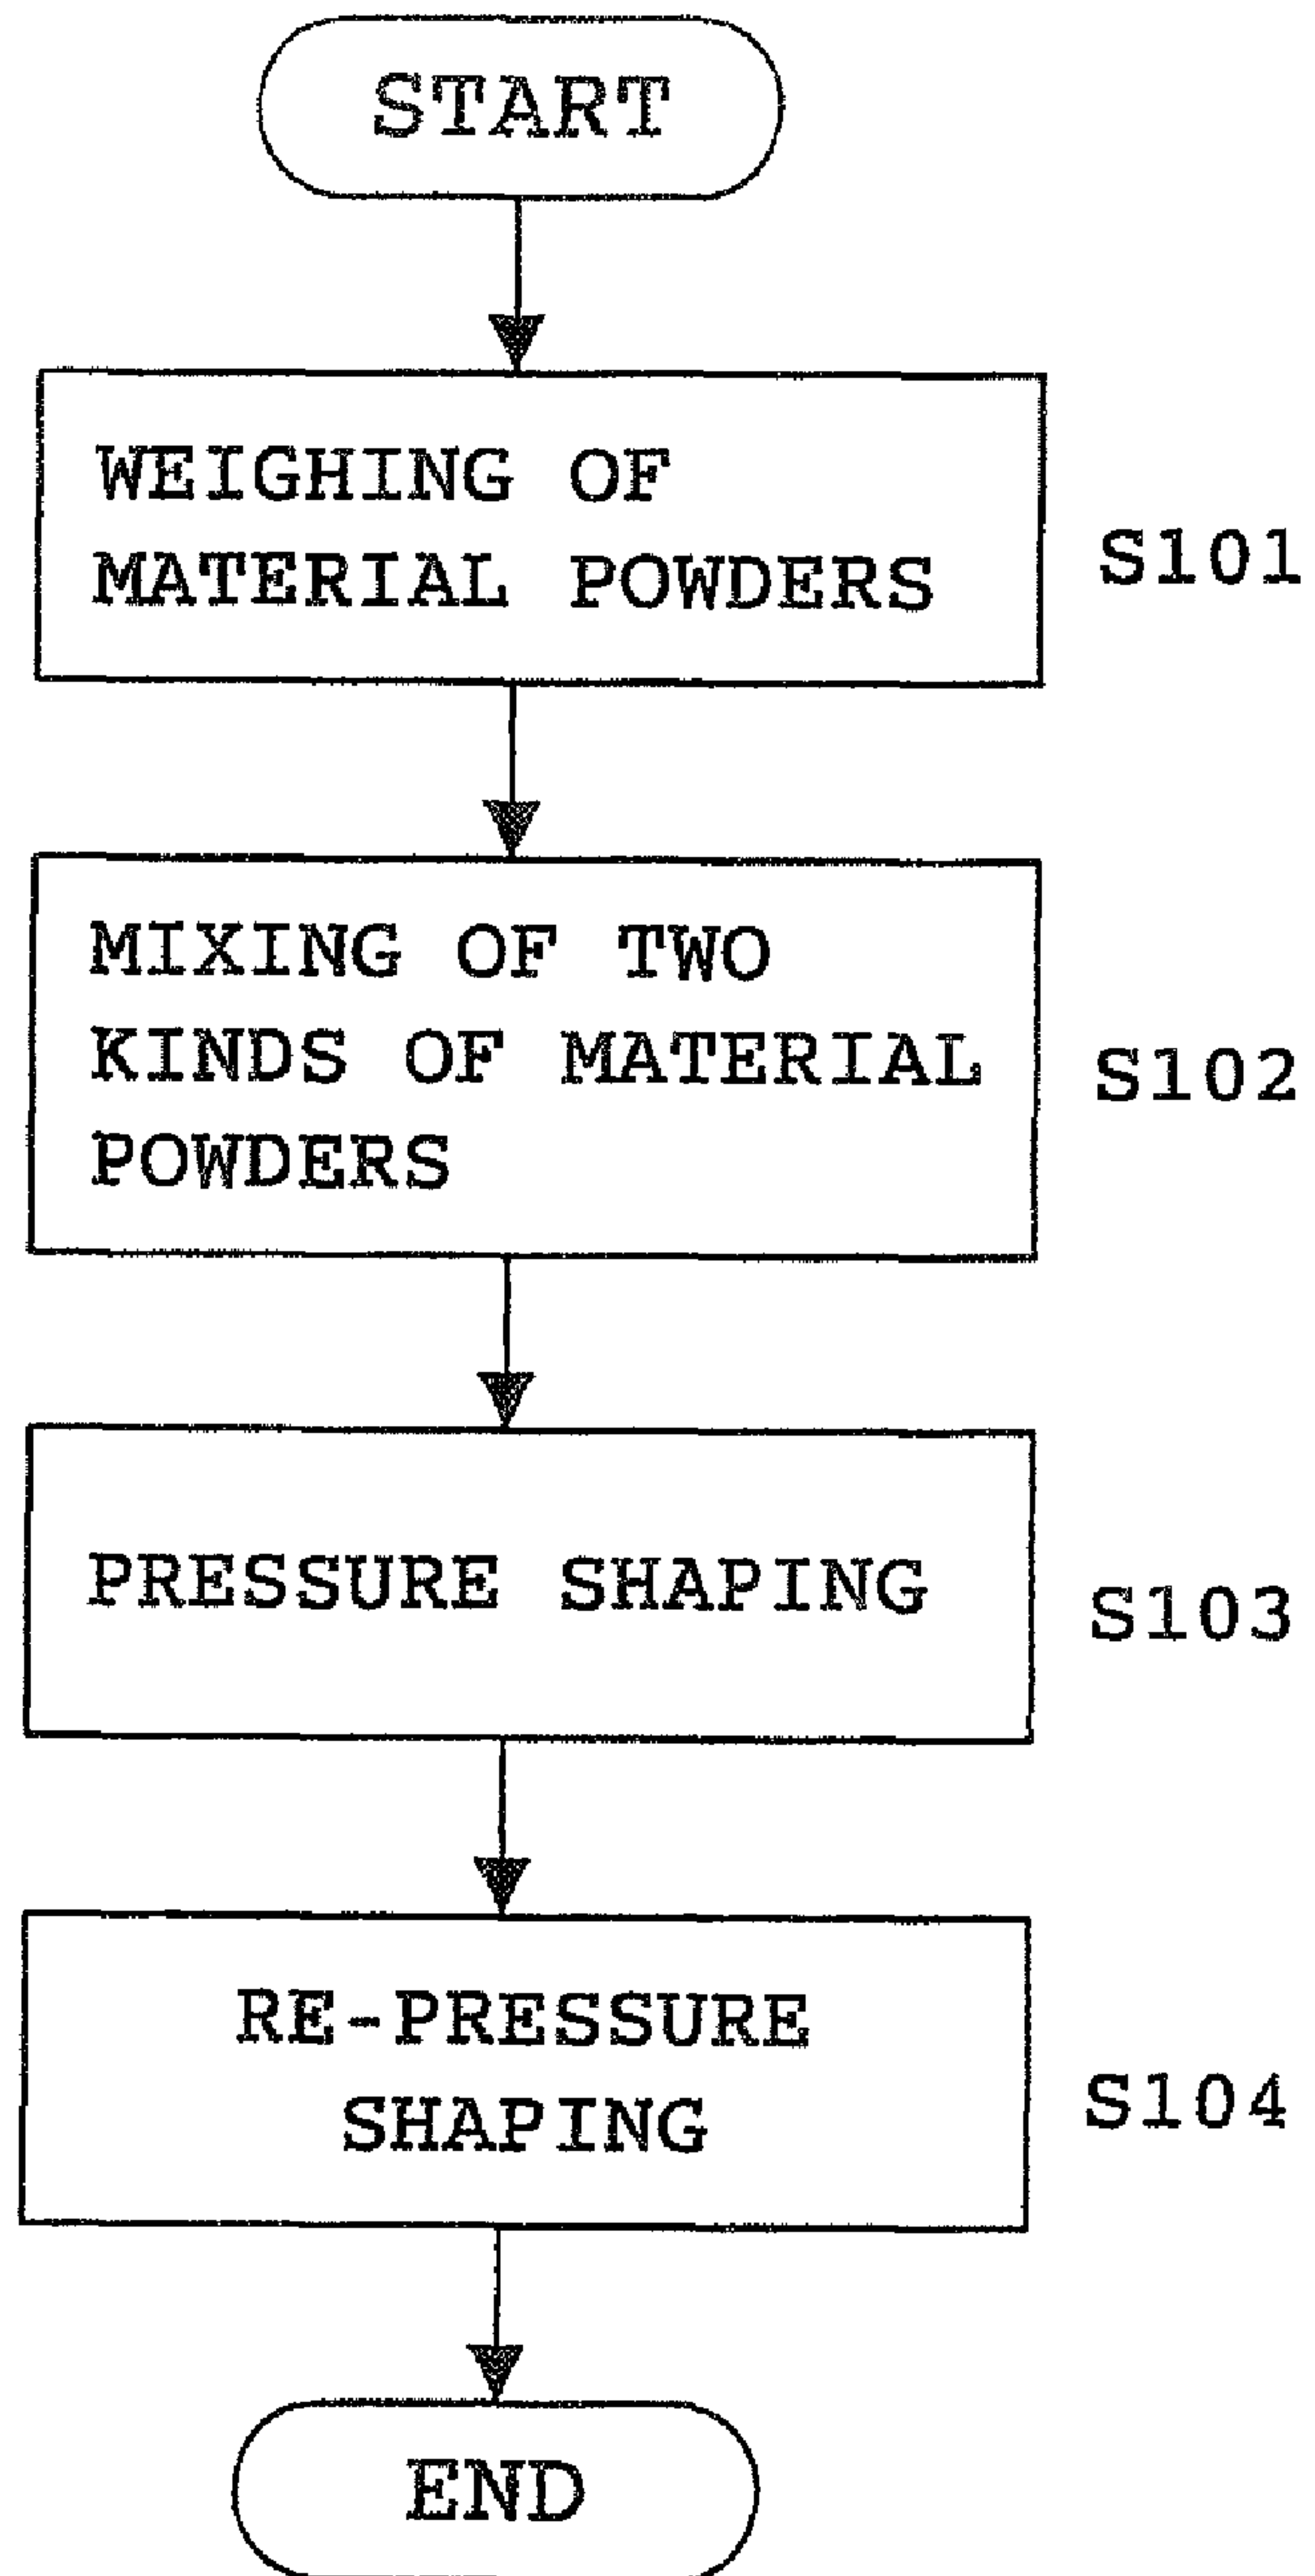 START
WEIGHING OF
MATERIAL POWDERS
S101
MIXING OF TWO
KINDS OF MATERIAL
POWDERS
S102
PRESSURE SHAPING
S103
RE-PRESSURE
SHAPING
S104
END